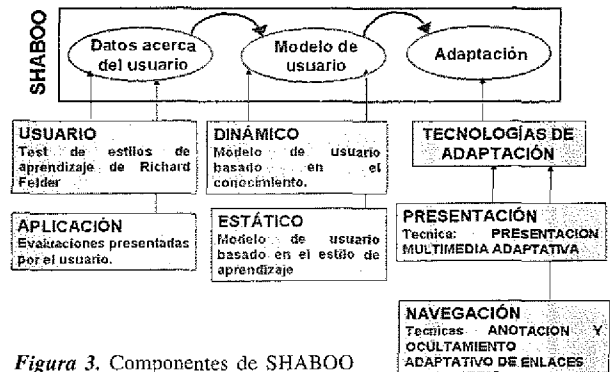 SHABOO
Datos acerca
del usuario
Modelo de
usuario
Adaptación
USUARIO
Test de estilos de
aprendizaje de Richard
Felder
DINÁMICO
Modelo de usuario
basado en el
conocimiento.
TECNOLOGÍAS DE
ADAPTACIÓN
APLICACIÓN
Evaluaciones presentadas
por el usuario.
ESTÁTICO
Modelo de usuario
basado en el estilo de
aprendizaje
PRESENTACIÓN
Tecnica: PRESENTACION
MULTIMEDIA ADAPTATIVA
NAVEGACIÓN
Tecnicas ANOTACION Y
OCULTAMIENTO
ADAPTATIVO DE ENLACES
Figura 3. Componentes de SHABOO